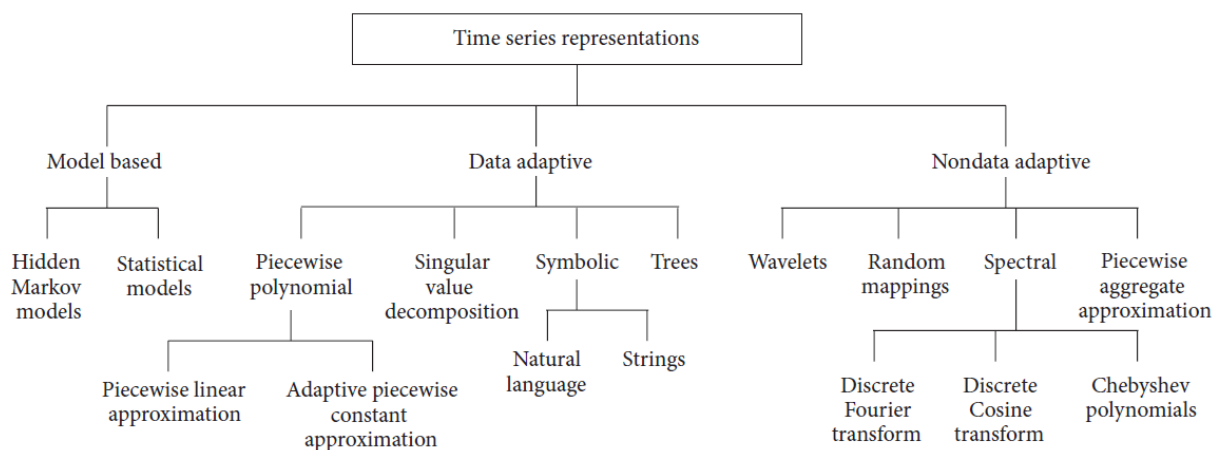 Time series representations
Model based
Data adaptive
Nondata adaptive
Hidden
Markov
models
Statistical
models
Piecewise
polynomial
Singular
value
decomposition
Symbolic
Trees
Wavelets
Random
mappings
Spectral
Piecewise
aggregate
approximation
Piecewise linear
approximation
Adaptive piecewise
constant
approximation
Natural
language
Strings
Discrete
Fourier
transform
Discrete
Cosine
transform
Chebyshev
polynomials